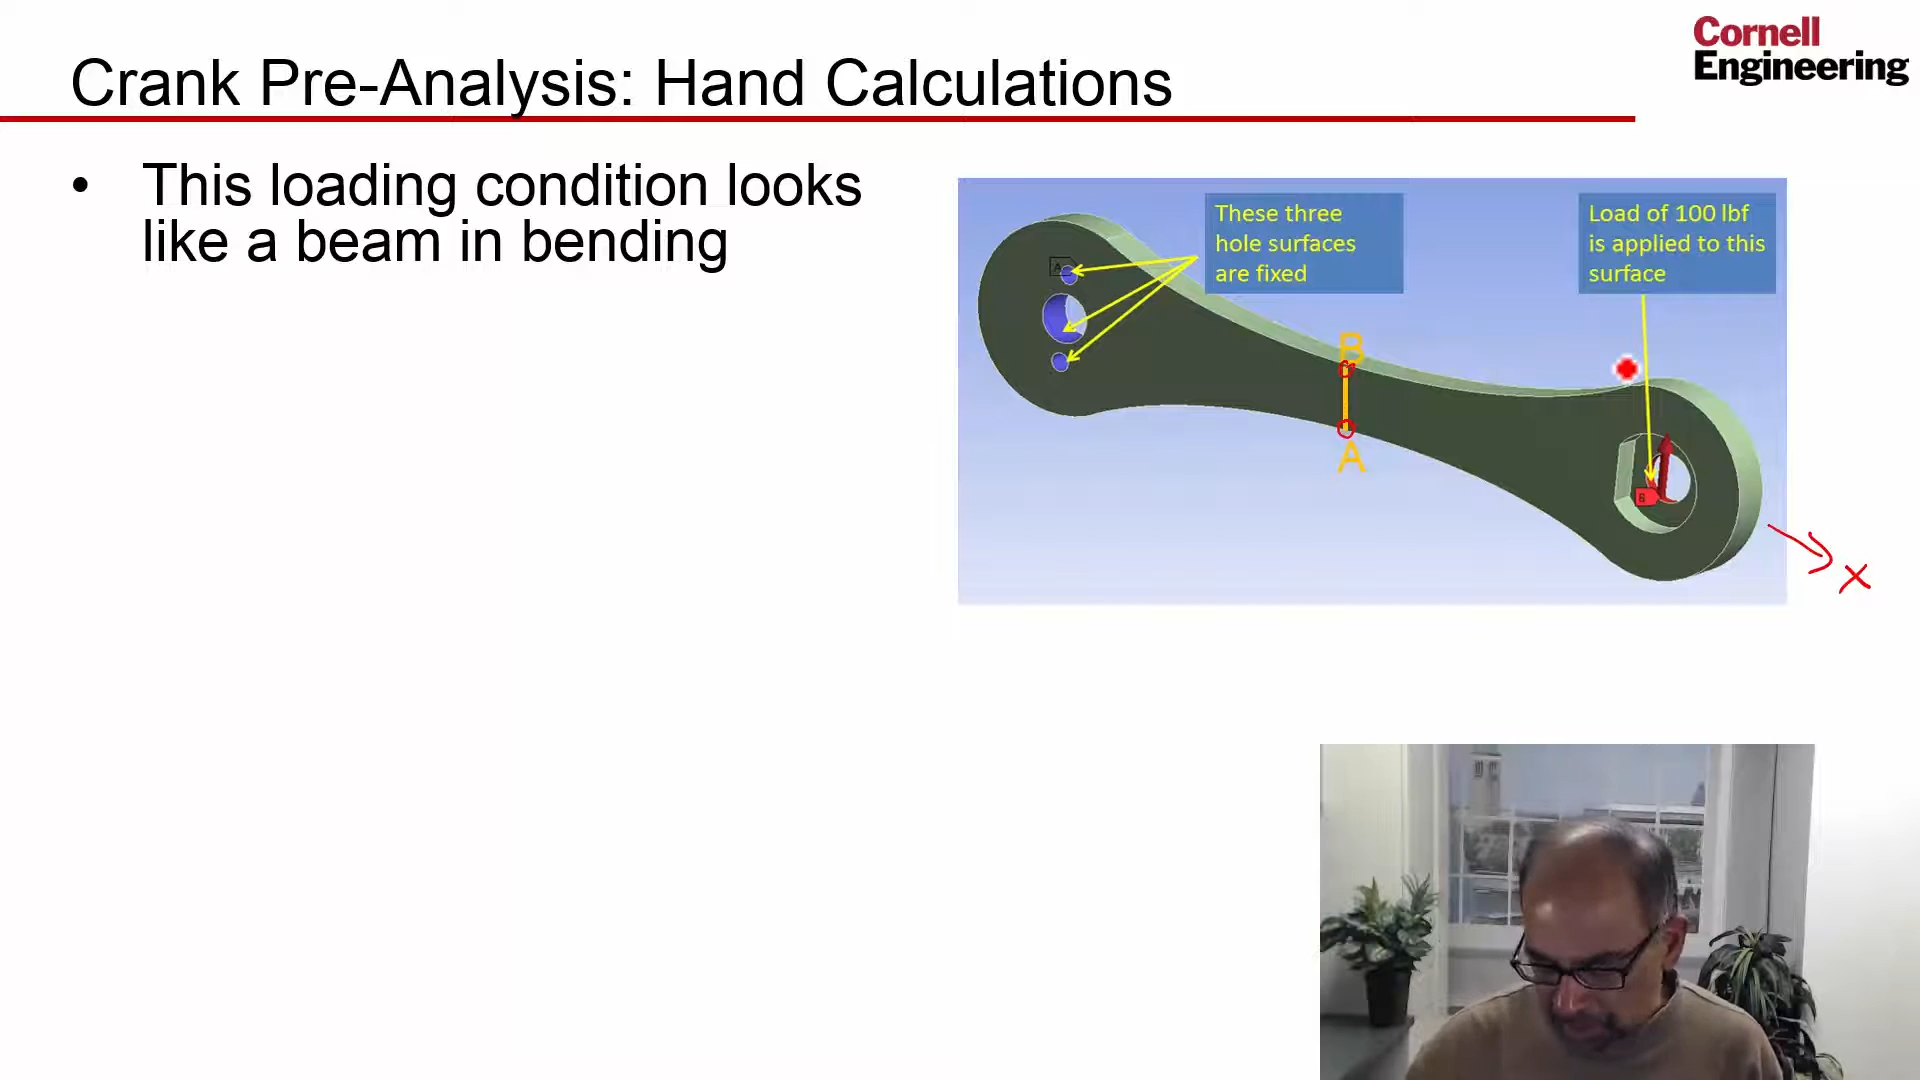 Cornell
Engineering
Crank Pre-Analysis: Hand Calculations
• This loading condition looks
like a beam in bending
These three
hole surfaces
are fixed
Load of 100 lbf
is applied to this
surface
A
B
A
B
x